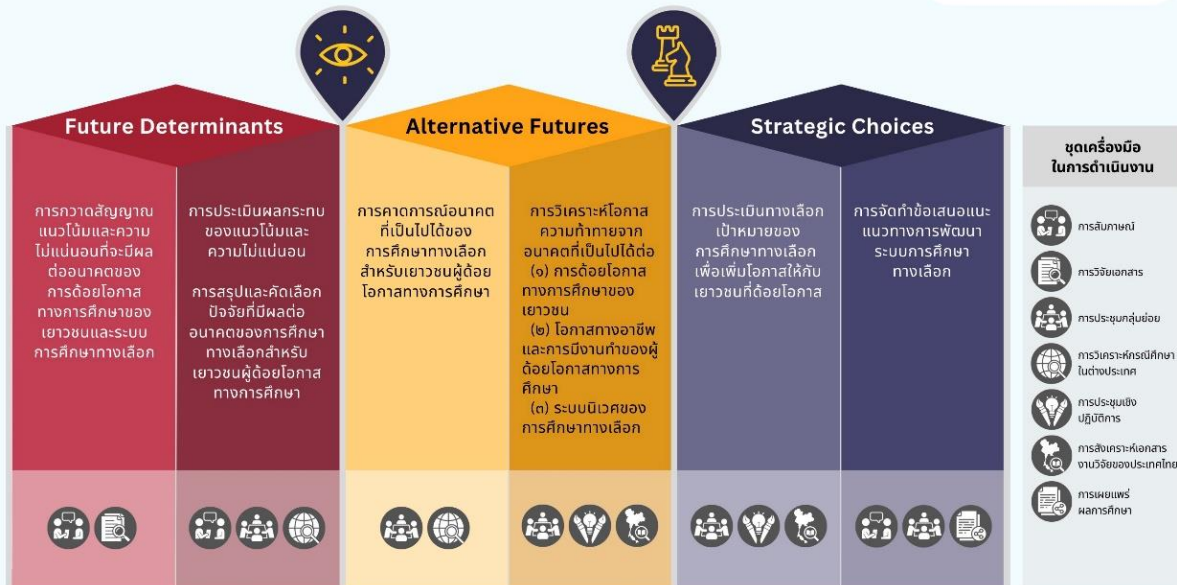 Future Determinants
Alternative Futures
Strategic Choices
การกวาดสัญญาณ
แนวโน้มและความ
ไม่แน่นอนที่จะมีผล
ต่ออนาคตของ
การด้อยโอกาส
ทางการศึกษาของ
เยาวชนและระบบ
การศึกษาทางเลือก
การประเมินผลกระทบ
ของแนวโน้มและ
ความไม่แน่นอน
การสรุปและคัดเลือก
ปัจจัยที่มีผลต่อ
อนาคตของการศึกษา
ทางเลือกสำหรับ
เยาวชนผู้ด้อยโอกาส
ทางการศึกษา
การคาดการณ์อนาคต
ที่เป็นไปได้ของ
การศึกษาทางเลือก
สำหรับเยาวชนผู้ด้อย
โอกาสทางการศึกษา
การวิเคราะห์โอกาส
ความท้าทายจาก
อนาคตที่เป็นไปได้ต่อ
(๑) การด้อยโอกาส
ทางการศึกษาของ
เยาวชน
(๒) โอกาสทางอาชีพ
และการมีงานทำของผู้
ด้อยโอกาสทางการ
ศึกษา
(๓) ระบบนิเวศของ
การศึกษาทางเลือก
การประเมินทางเลือก
เป้าหมายของ
การศึกษาทางเลือก
เพื่อเพิ่มโอกาสให้กับ
เยาวชนที่ด้อยโอกาส
การจัดทำข้อเสนอแนะ
แนวทางการพัฒนา
ระบบการศึกษา
ทางเลือก
ชุดเครื่องมือ
ในการดำเนินงาน
การสัมภาษณ์
การวิจัยเอกสาร
การประชุมกลุ่มย่อย
การวิเคราะห์กรณีศึกษา
ในต่างประเทศ
การประชุมเชิง
ปฏิบัติการ
การสังเคราะห์เอกสาร
งานวิจัยของประเทศไทย
การเผยแพร่
ผลการศึกษา